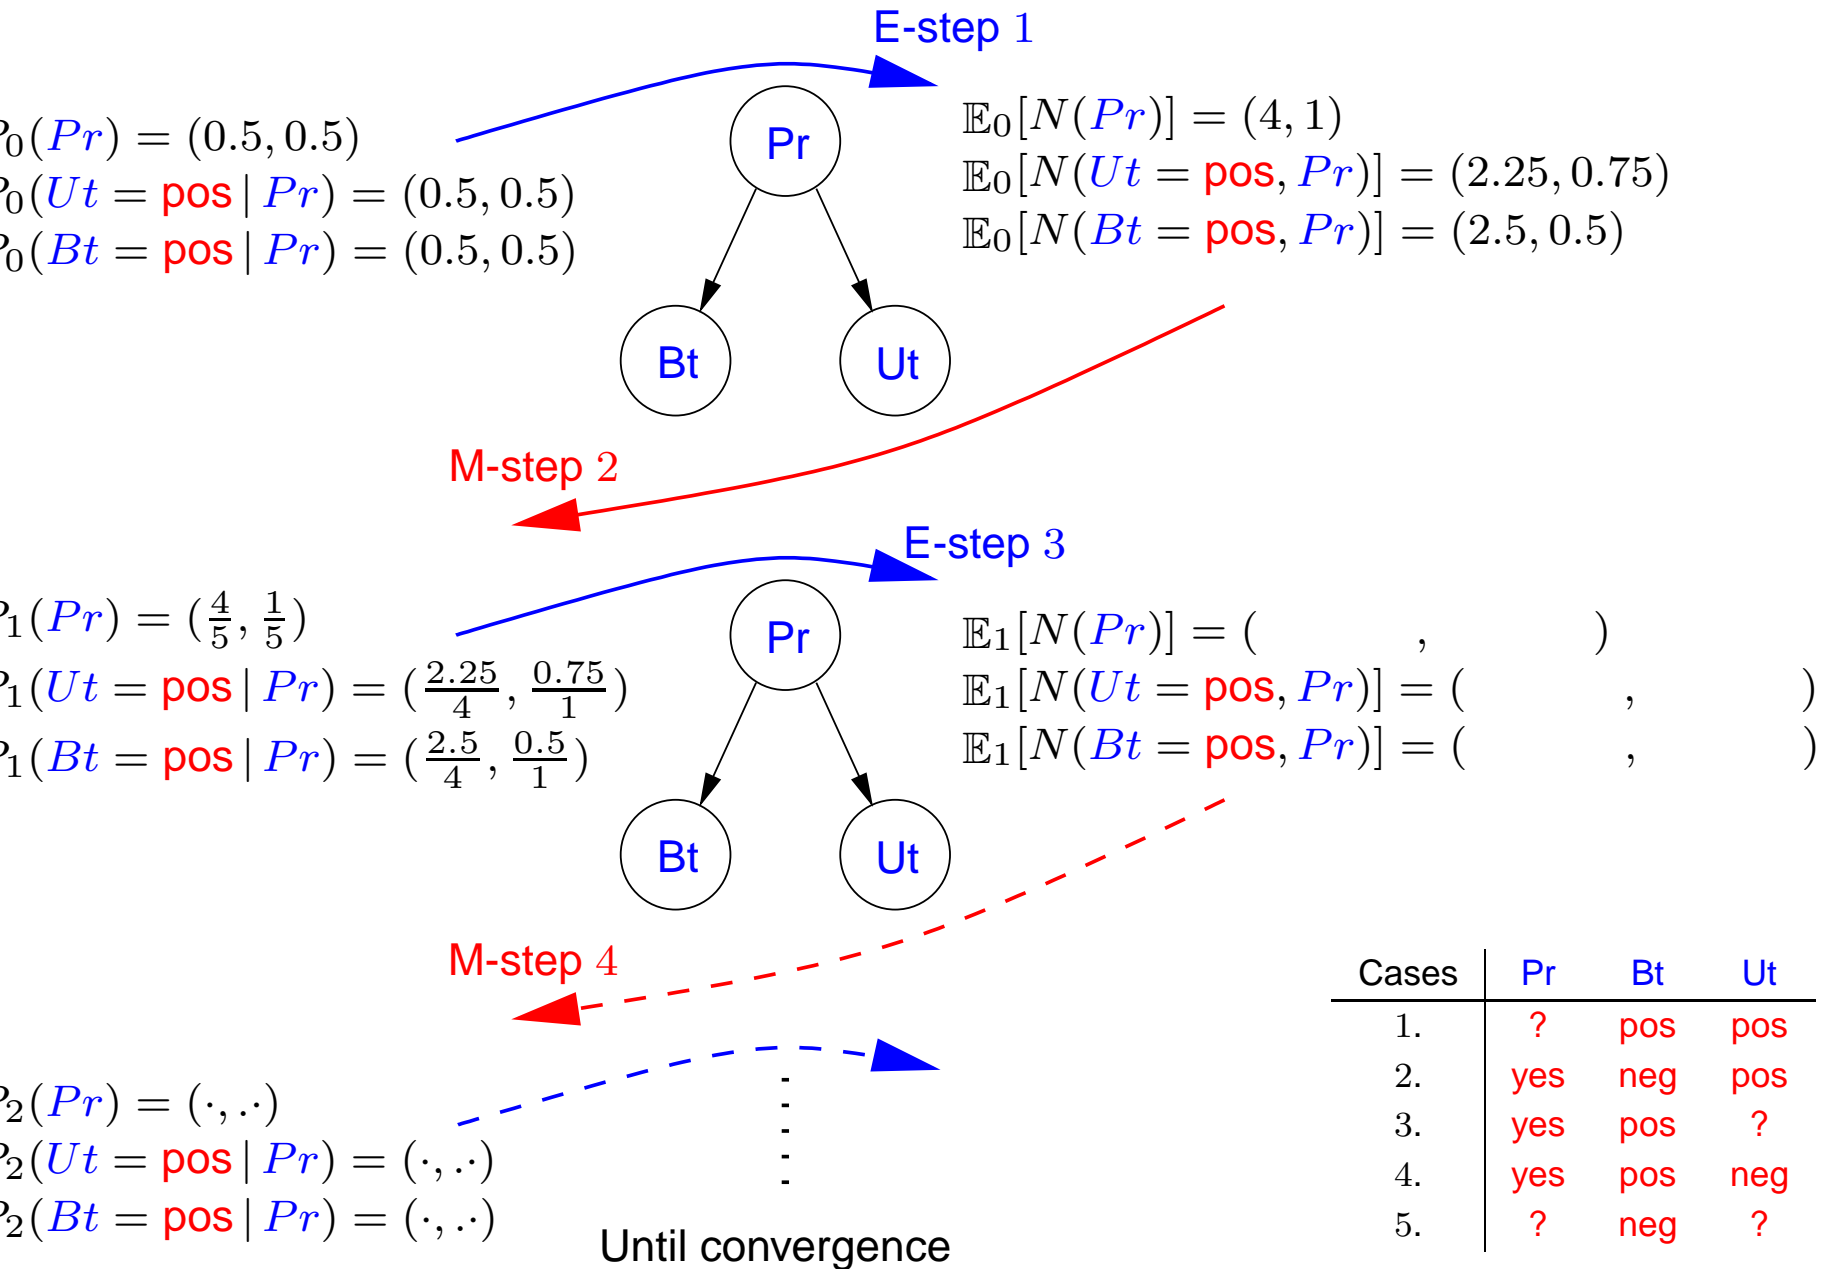 E-step 1
P₀(Pr) = (0.5, 0.5)
P₀(Ut = pos | Pr) = (0.5, 0.5)
P₀(Bt = pos | Pr) = (0.5, 0.5)
Pr
Bt
Ut
𝔼₀[N(Pr)] = (4, 1)
𝔼₀[N(Ut = pos, Pr)] = (2.25, 0.75)
𝔼₀[N(Bt = pos, Pr)] = (2.5, 0.5)
M-step 2
E-step 3
P₁(Pr) = (4/5, 1/5)
P₁(Ut = pos | Pr) = (2.25/4, 0.75/1)
P₁(Bt = pos | Pr) = (2.5/4, 0.5/1)
Pr
Bt
Ut
𝔼₁[N(Pr)] = ( , )
𝔼₁[N(Ut = pos, Pr)] = ( , )
𝔼₁[N(Bt = pos, Pr)] = ( , )
M-step 4
P₂(Pr) = (·, .·)
P₂(Ut = pos | Pr) = (·, .·)
P₂(Bt = pos | Pr) = (·, .·)
Until convergence
Cases Pr Bt Ut
1. ? pos pos
2. yes neg pos
3. yes pos ?
4. yes pos neg
5. ? neg ?